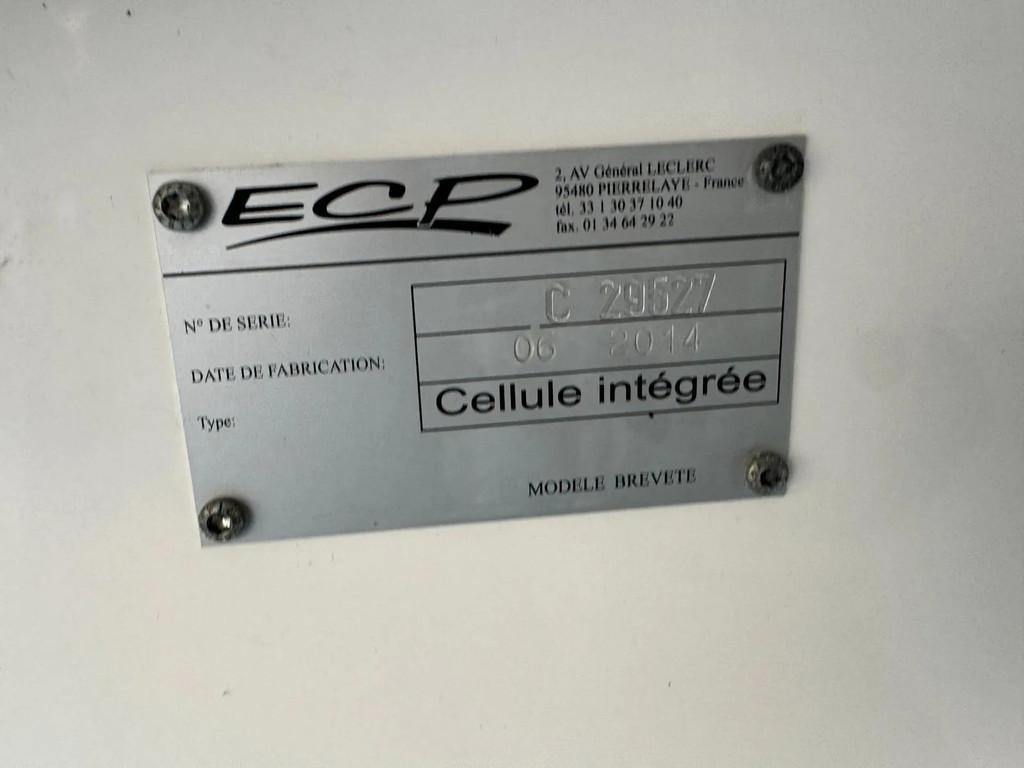 ECP
2, AV Général LECLERC
95480 PIERRELAYE - France
tél. 33 1 30 37 10 40
fax. 01 34 64 29 22
Nº DE SERIE: C 29527
DATE DE FABRICATION: 06 2014
Type: Cellule intégrée
MODELE BREVETE